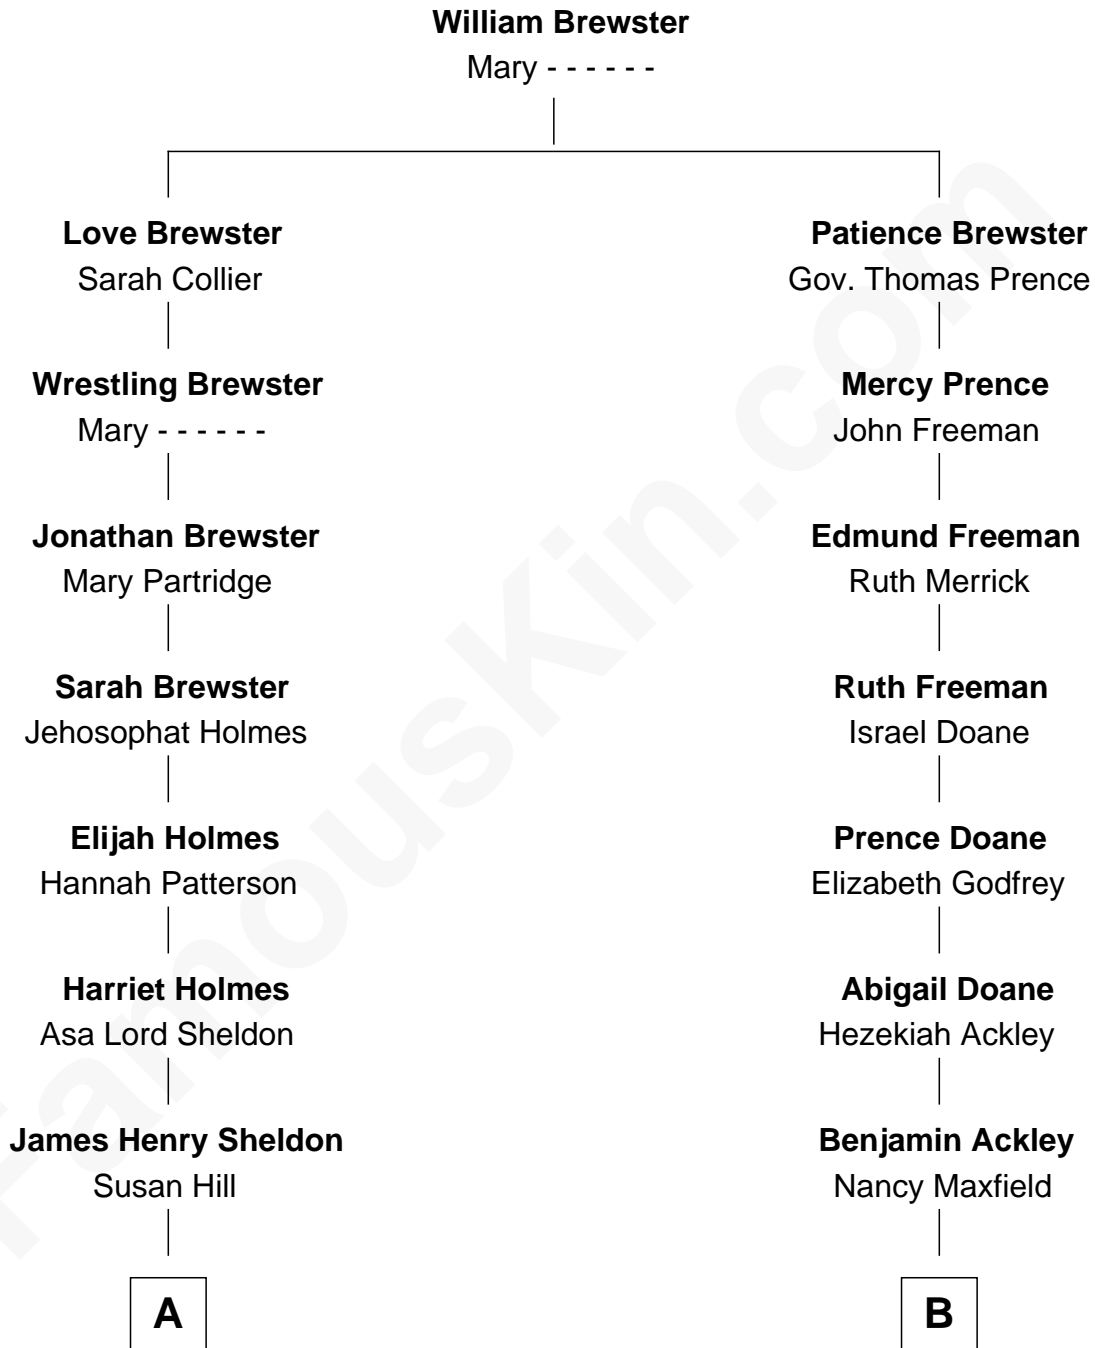 William Brewster
Mary - - - - - -
Love Brewster
Sarah Collier
Patience Brewster
Gov. Thomas Prence
Wrestling Brewster
Mary - - - - - -
Mercy Prence
John Freeman
Jonathan Brewster
Mary Partridge
Edmund Freeman
Ruth Merrick
Sarah Brewster
Jehosophat Holmes
Ruth Freeman
Israel Doane
Elijah Holmes
Hannah Patterson
Prence Doane
Elizabeth Godfrey
Harriet Holmes
Asa Lord Sheldon
Abigail Doane
Hezekiah Ackley
James Henry Sheldon
Susan Hill
Benjamin Ackley
Nancy Maxfield
A
B
FamousKin.com